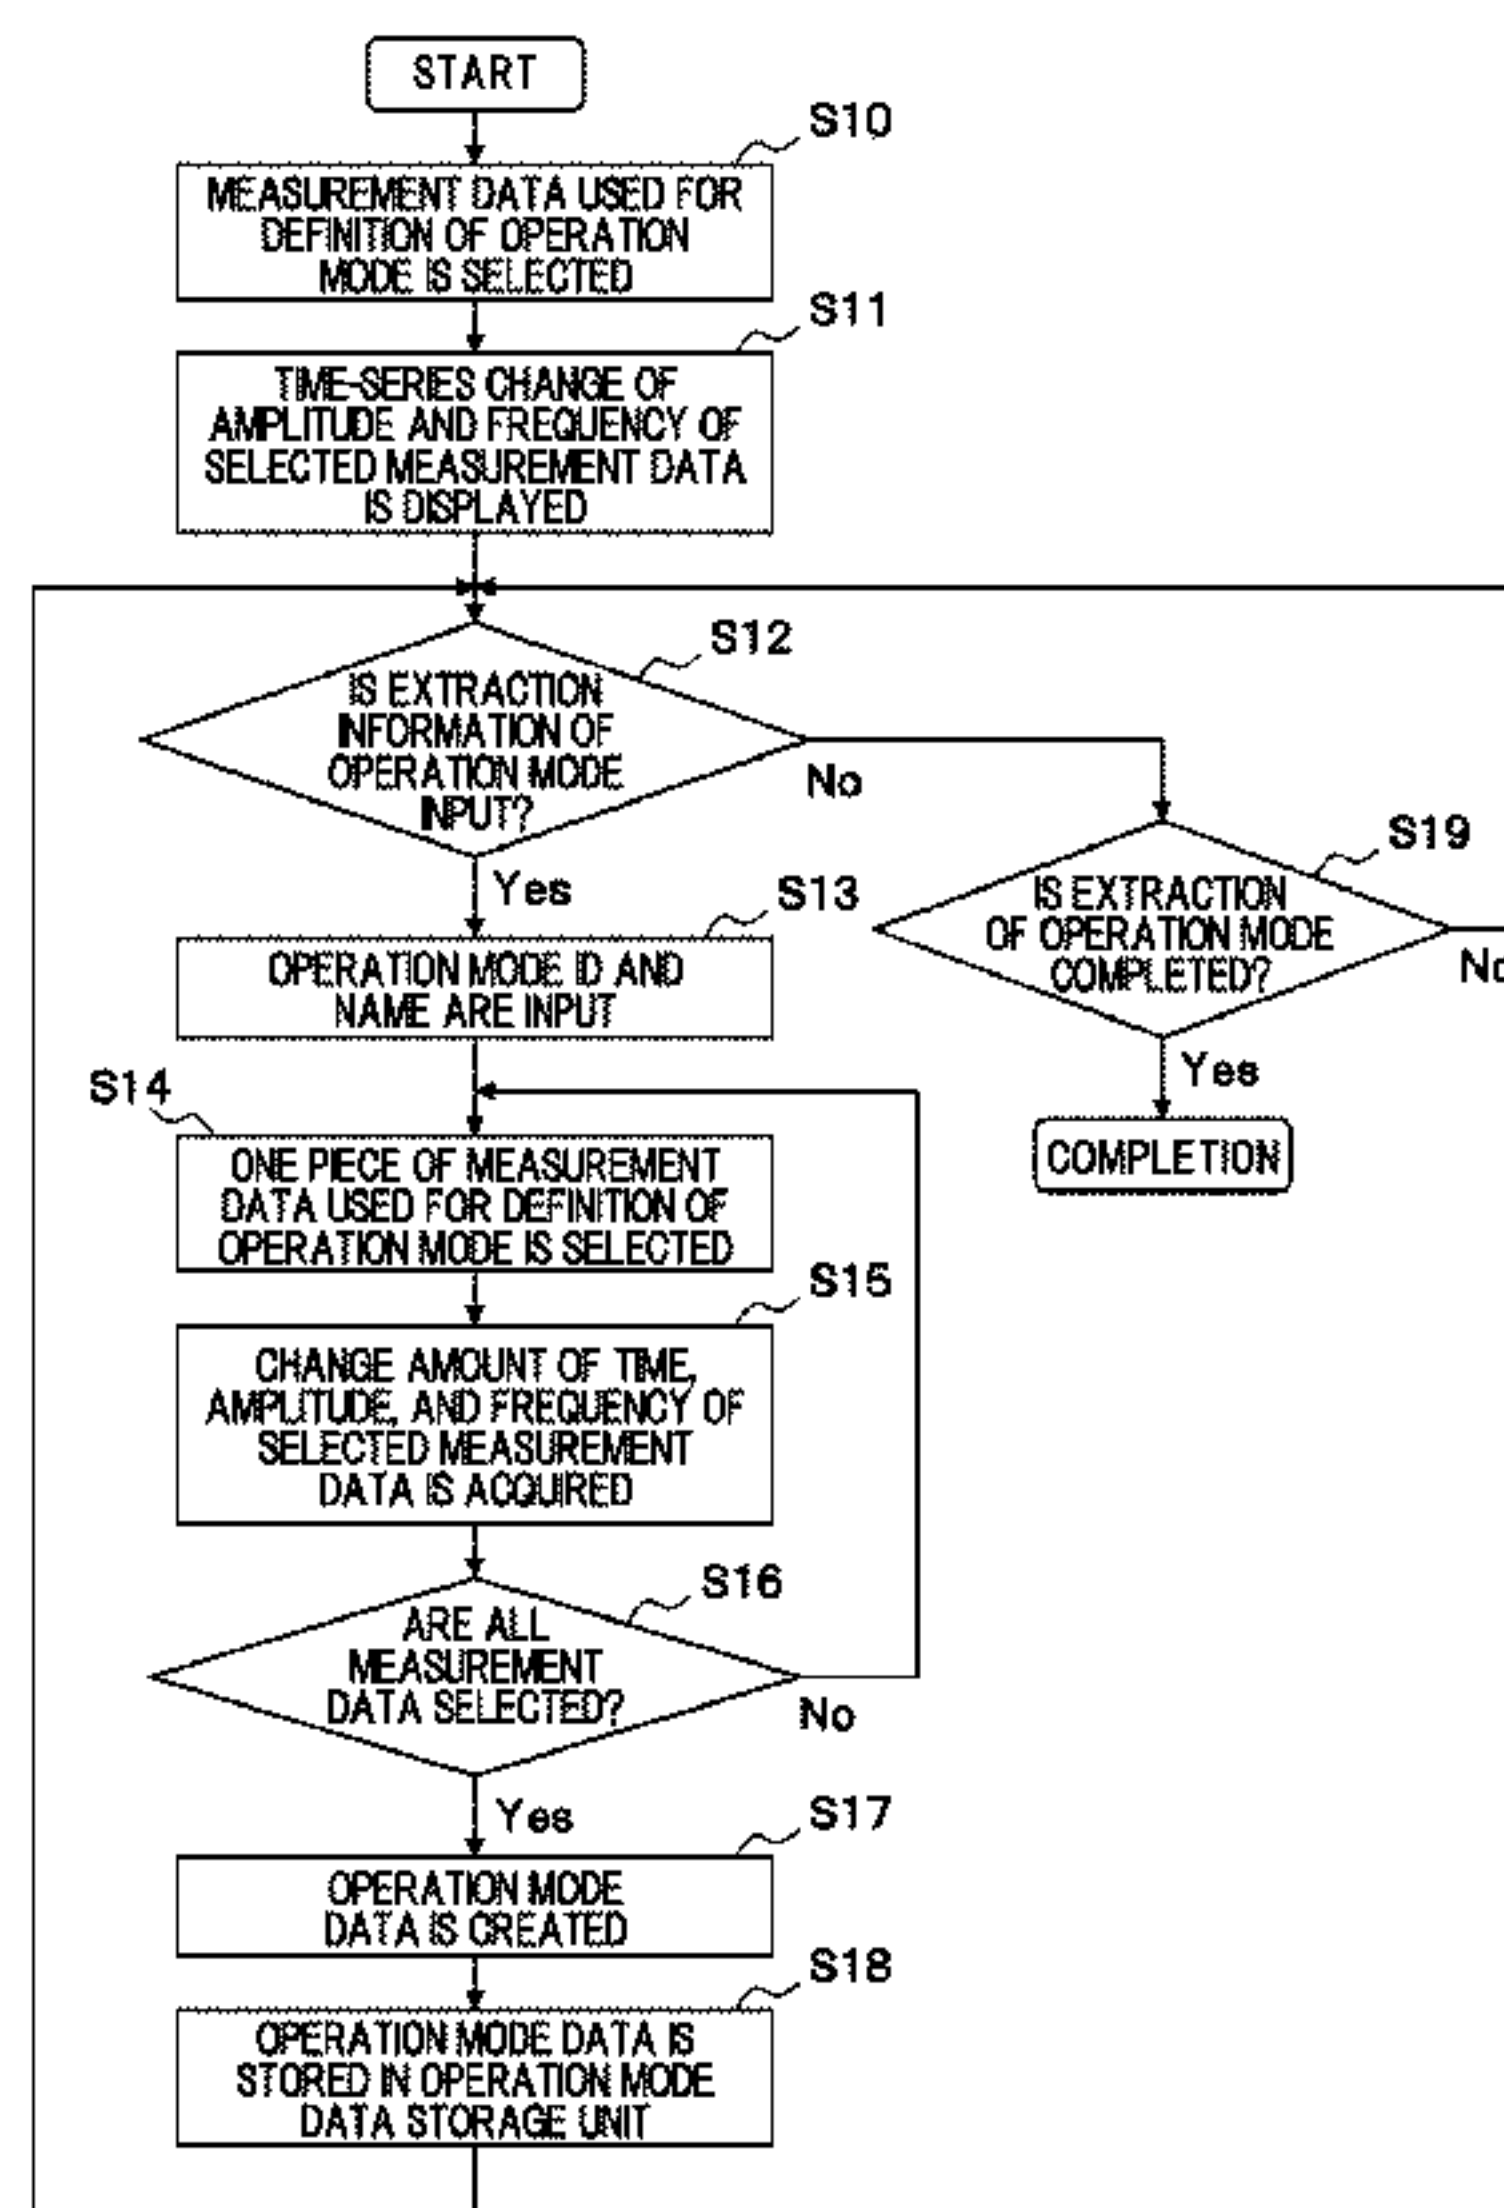 START
S10
MEASUREMENT DATA USED FOR
DEFINITION OF OPERATION
MODE IS SELECTED
S11
TIME-SERIES CHANGE OF
AMPLITUDE AND FREQUENCY OF
SELECTED MEASUREMENT DATA
IS DISPLAYED
S12
IS EXTRACTION
INFORMATION OF
OPERATION MODE
INPUT?
No
Yes
S19
IS EXTRACTION
OF OPERATION MODE
COMPLETED?
No
Yes
COMPLETION
S13
OPERATION MODE ID AND
NAME ARE INPUT
S14
ONE PIECE OF MEASUREMENT
DATA USED FOR DEFINITION OF
OPERATION MODE IS SELECTED
S15
CHANGE AMOUNT OF TIME,
AMPLITUDE, AND FREQUENCY OF
SELECTED MEASUREMENT
DATA IS ACQUIRED
S16
ARE ALL
MEASUREMENT
DATA SELECTED?
No
Yes
S17
OPERATION MODE
DATA IS CREATED
S18
OPERATION MODE DATA IS
STORED IN OPERATION MODE
DATA STORAGE UNIT